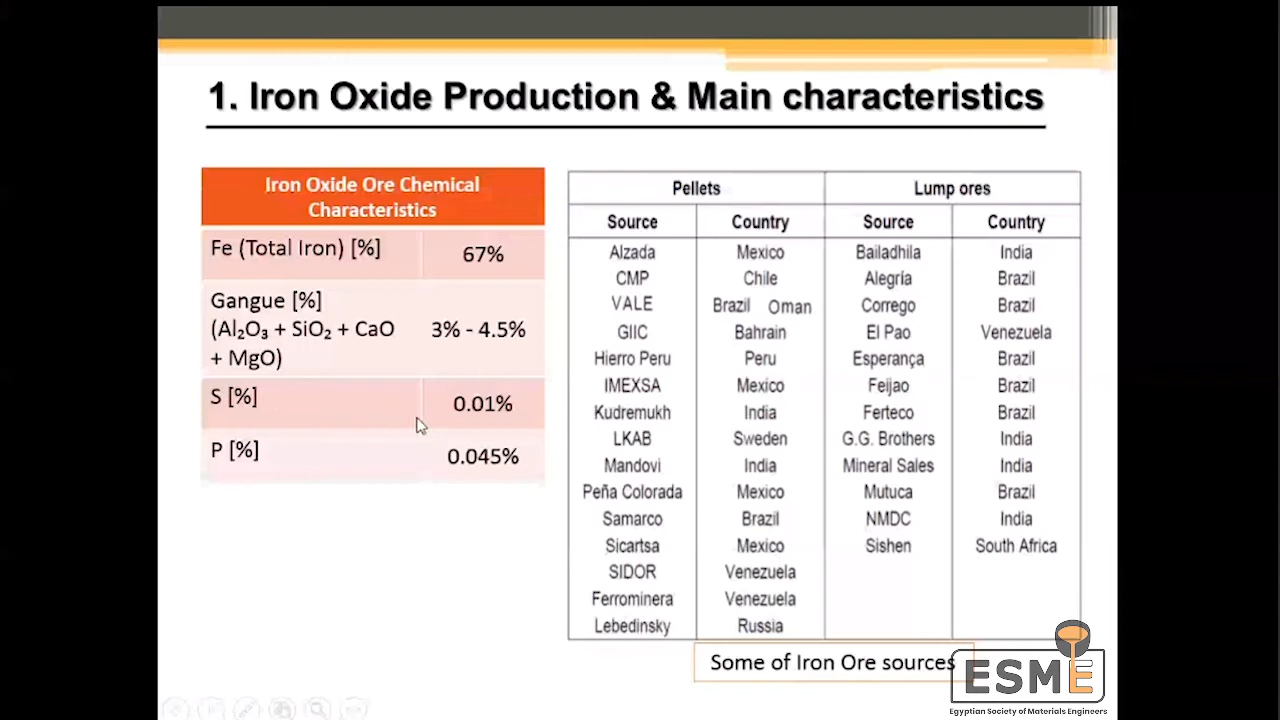 1. Iron Oxide Production & Main characteristics
Iron Oxide Ore Chemical
Characteristics
Fe (Total Iron) [%] 67%
Gangue [%]
(Al₂O₃ + SiO₂ + CaO
+ MgO) 3% - 4.5%
S [%] 0.01%
P [%] 0.045%
Pellets Lump ores
Source Country Source Country
Alzada Mexico Bailadhila India
CMP Chile Alegría Brazil
VALE Brazil Oman Corrego Brazil
GIIC Bahrain El Pao Venezuela
Hierro Peru Peru Esperança Brazil
IMEXSA Mexico Feijao Brazil
Kudremukh India Ferteco Brazil
LKAB Sweden G.G. Brothers India
Mandovi India Mineral Sales India
Peña Colorada Mexico Mutuca Brazil
Samarco Brazil NMDC India
Sicartsa Mexico Sishen South Africa
SIDOR Venezuela
Ferrominera Venezuela
Lebedinsky Russia
Some of Iron Ore sources
ESME
Egyptian Society of Materials Engineers